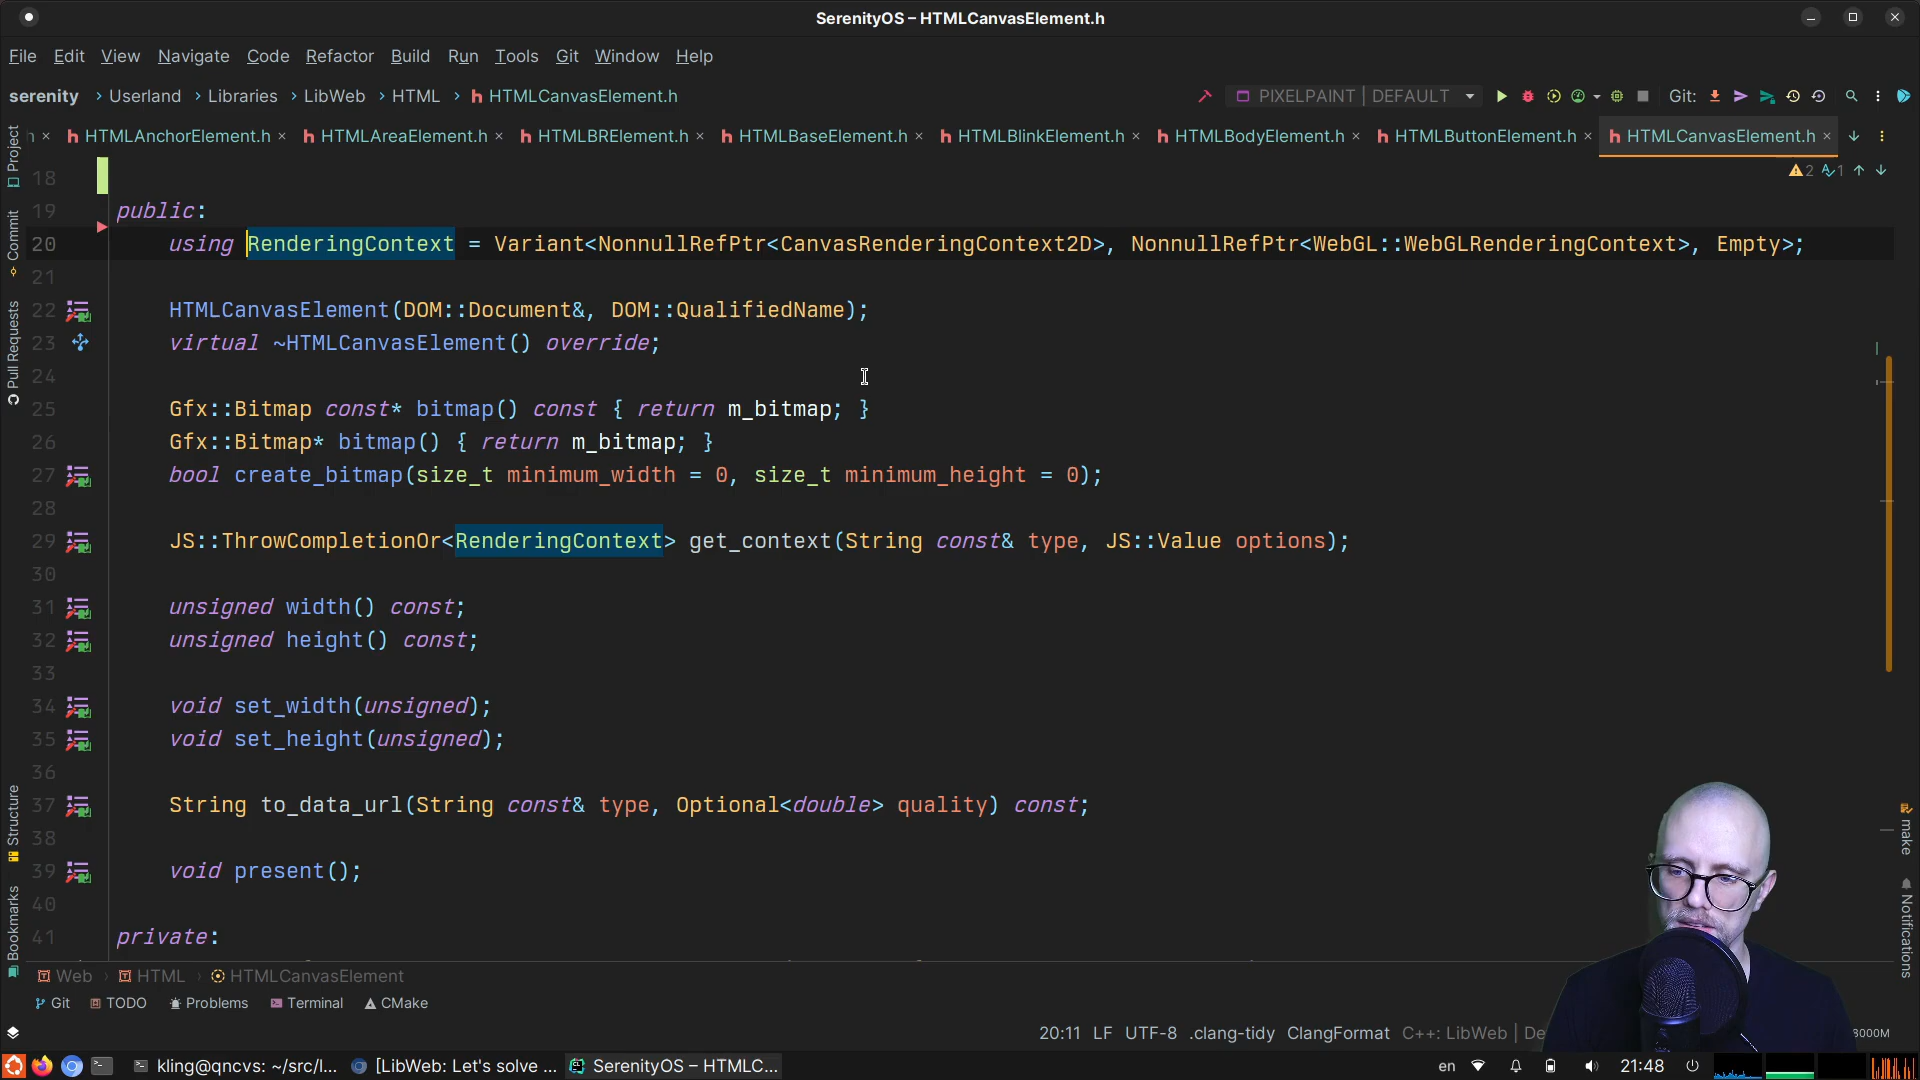 SerenityOS – HTMLCanvasElement.h
File Edit View Navigate Code Refactor Build Run Tools Git Window Help
serenity › Userland › Libraries › LibWeb › HTML › HTMLCanvasElement.h PIXELPAINT | DEFAULT Git:
HTMLAnchorElement.h HTMLAreaElement.h HTMLBRElement.h HTMLBaseElement.h HTMLBlinkElement.h HTMLBodyElement.h HTMLButtonElement.h HTMLCanvasElement.h
2 1
Project
Commit
Pull Requests
Structure
Bookmarks
make
Notifications
18
19 public:
20 using RenderingContext = Variant<NonnullRefPtr<CanvasRenderingContext2D>, NonnullRefPtr<WebGL::WebGLRenderingContext>, Empty>;
21
22 HTMLCanvasElement(DOM::Document&, DOM::QualifiedName);
23 virtual ~HTMLCanvasElement() override;
24
25 Gfx::Bitmap const* bitmap() const { return m_bitmap; }
26 Gfx::Bitmap* bitmap() { return m_bitmap; }
27 bool create_bitmap(size_t minimum_width = 0, size_t minimum_height = 0);
28
29 JS::ThrowCompletionOr<RenderingContext> get_context(String const& type, JS::Value options);
30
31 unsigned width() const;
32 unsigned height() const;
33
34 void set_width(unsigned);
35 void set_height(unsigned);
36
37 String to_data_url(String const& type, Optional<double> quality) const;
38
39 void present();
40
41 private:
Web › HTML › HTMLCanvasElement
Git TODO Problems Terminal CMake
20:11 LF UTF-8 .clang-tidy ClangFormat C++: LibWeb | De
kling@qncvs: ~/src/l... [LibWeb: Let's solve ... SerenityOS – HTMLC... en 21:48